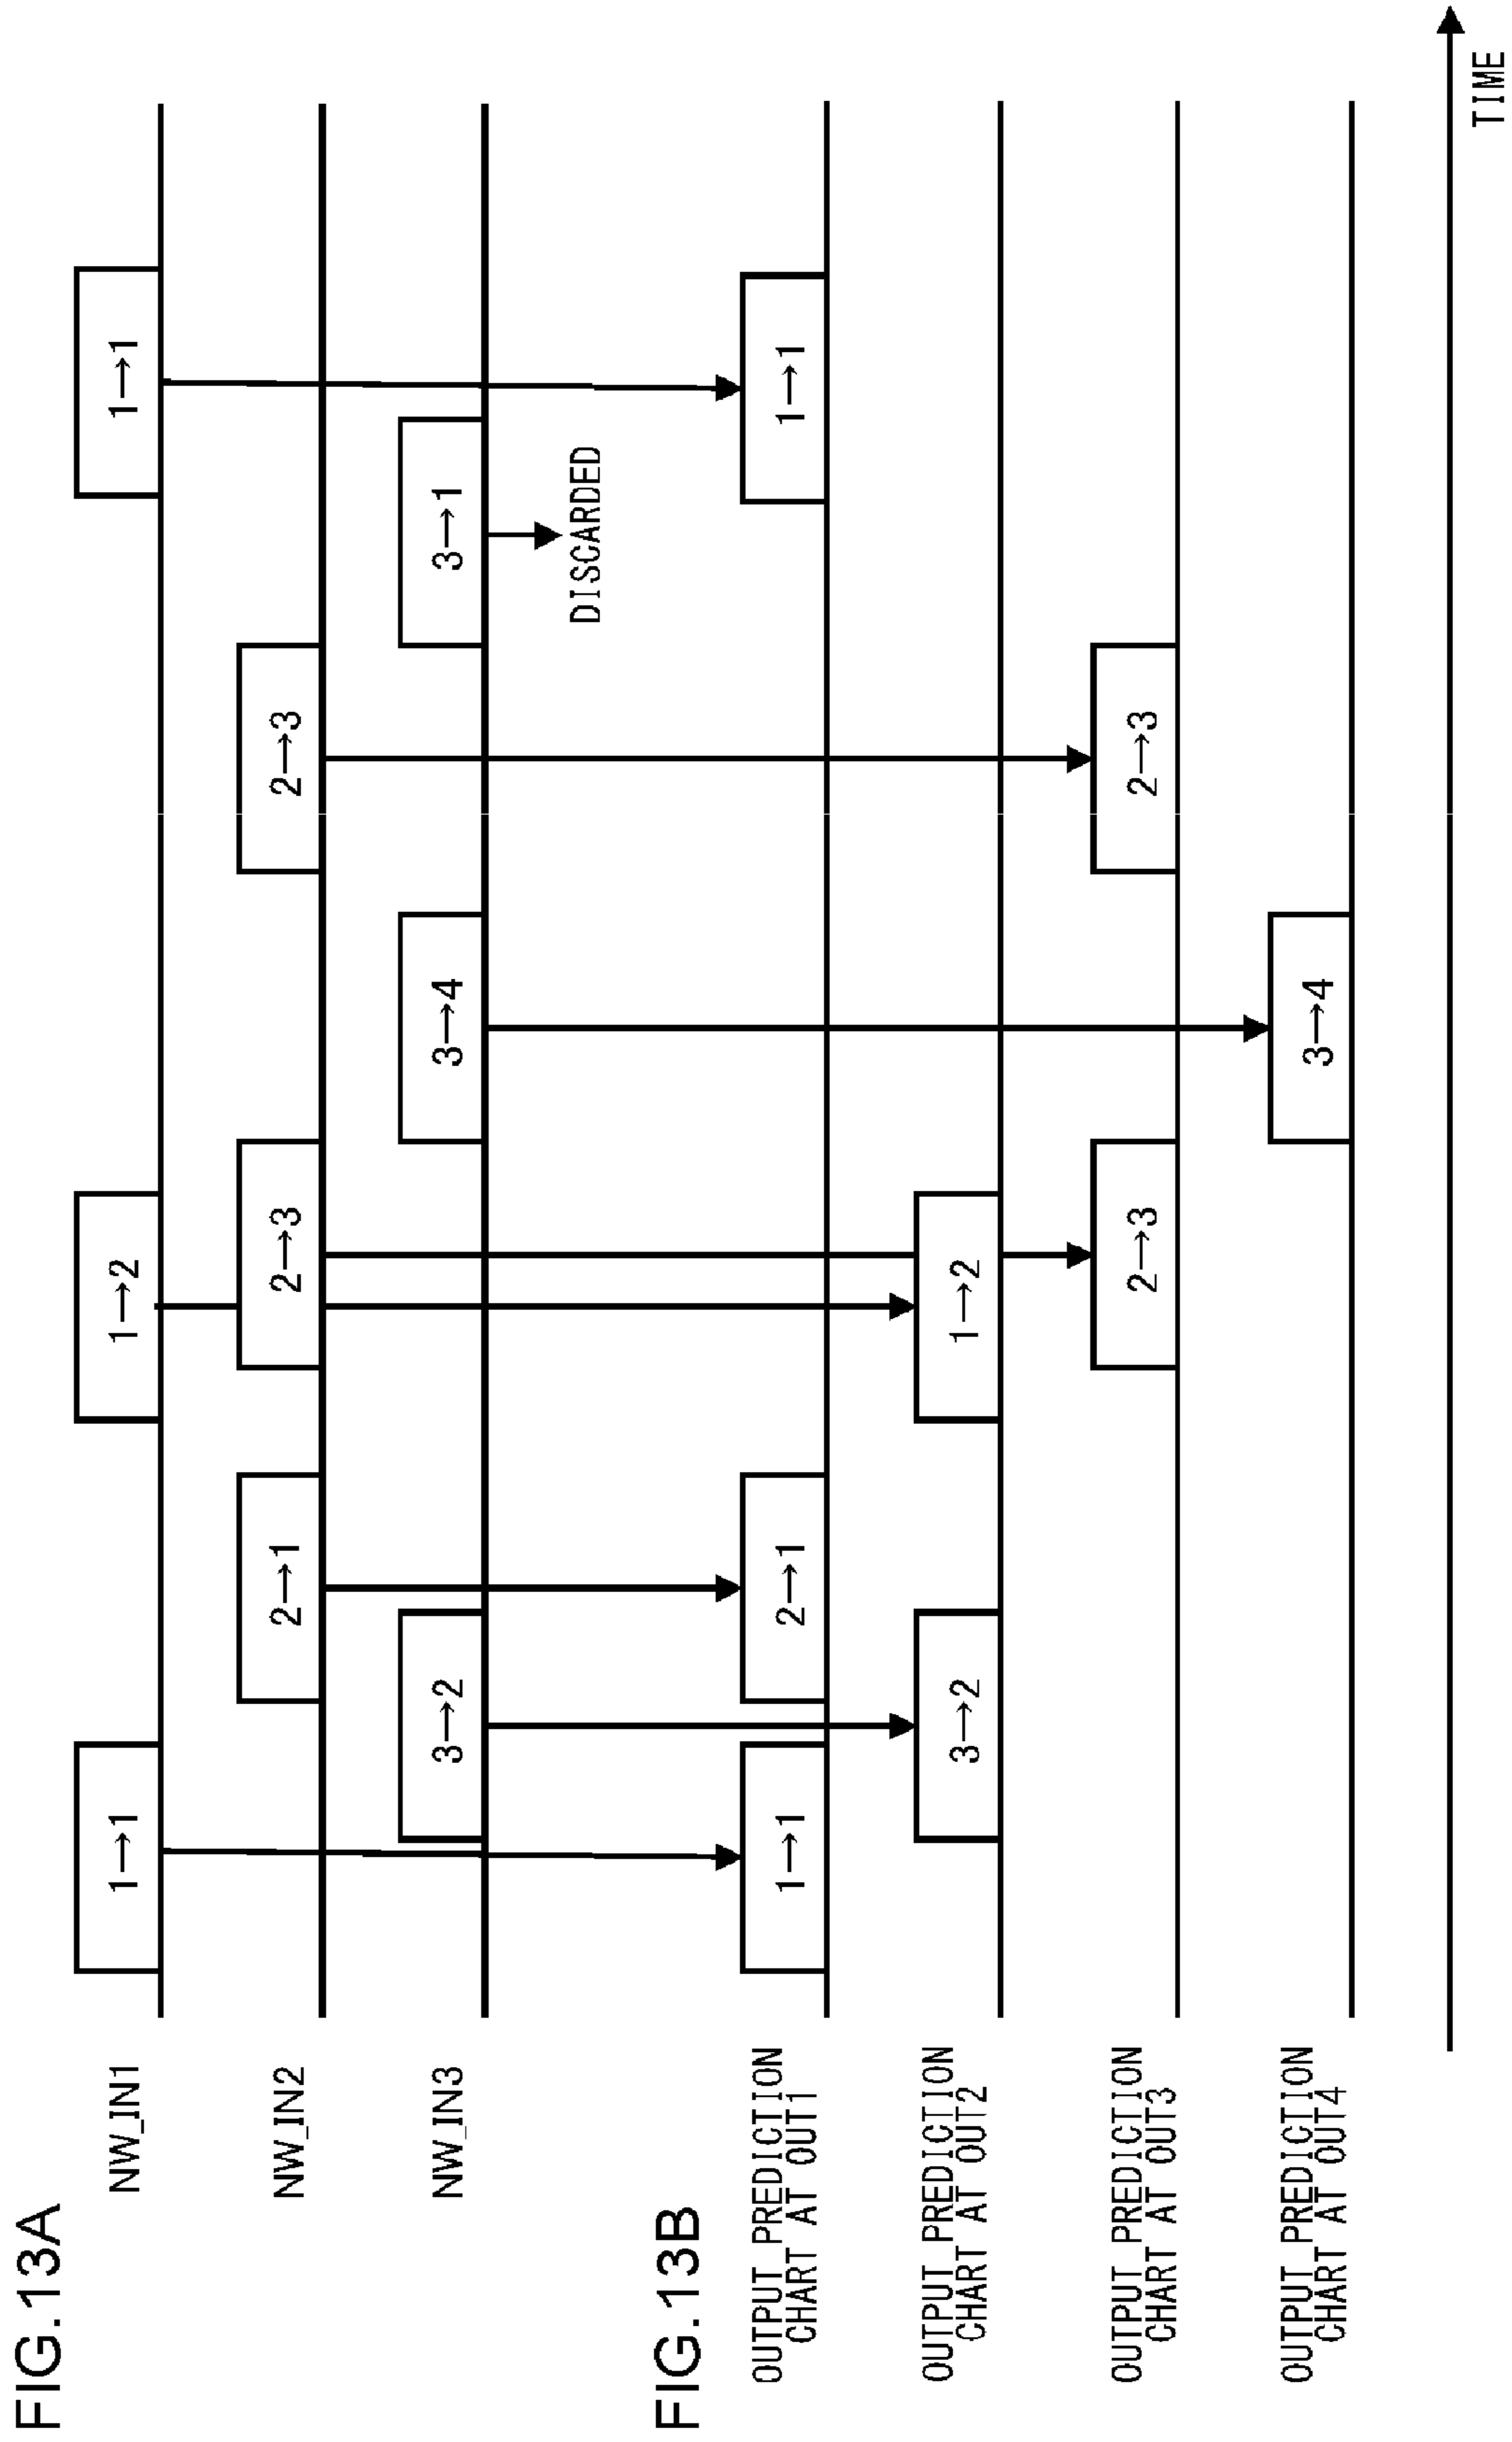 FIG.13A
NW_IN1
1→1
1→2
1→1
NW_IN2
2→1
2→3
2→3
NW_IN3
3→2
3→4
3→1
DISCARDED
FIG.13B
OUTPUT PREDICTION
CHART AT OUT1
1→1
2→1
1→1
OUTPUT PREDICTION
CHART AT OUT2
3→2
1→2
OUTPUT PREDICTION
CHART AT OUT3
2→3
2→3
OUTPUT PREDICTION
CHART AT OUT4
3→4
TIME